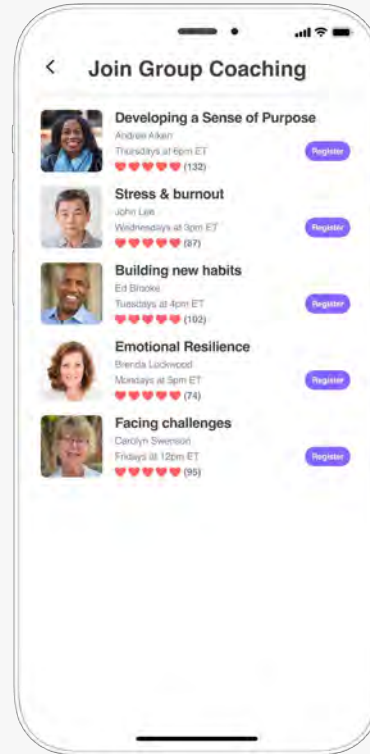 Join Group Coaching
Developing a Sense of Purpose
Andrea Aiken
Thursdays at 6pm ET
Register
(132)
Stress & burnout
John Lee
Wednesdays at 3pm ET
Register
(87)
Building new habits
Ed Brooke
Tuesdays at 4pm ET
Register
(102)
Emotional Resilience
Brenda Lockwood
Mondays at 5pm ET
Register
(74)
Facing challenges
Carolyn Swenson
Fridays at 12pm ET
Register
(95)